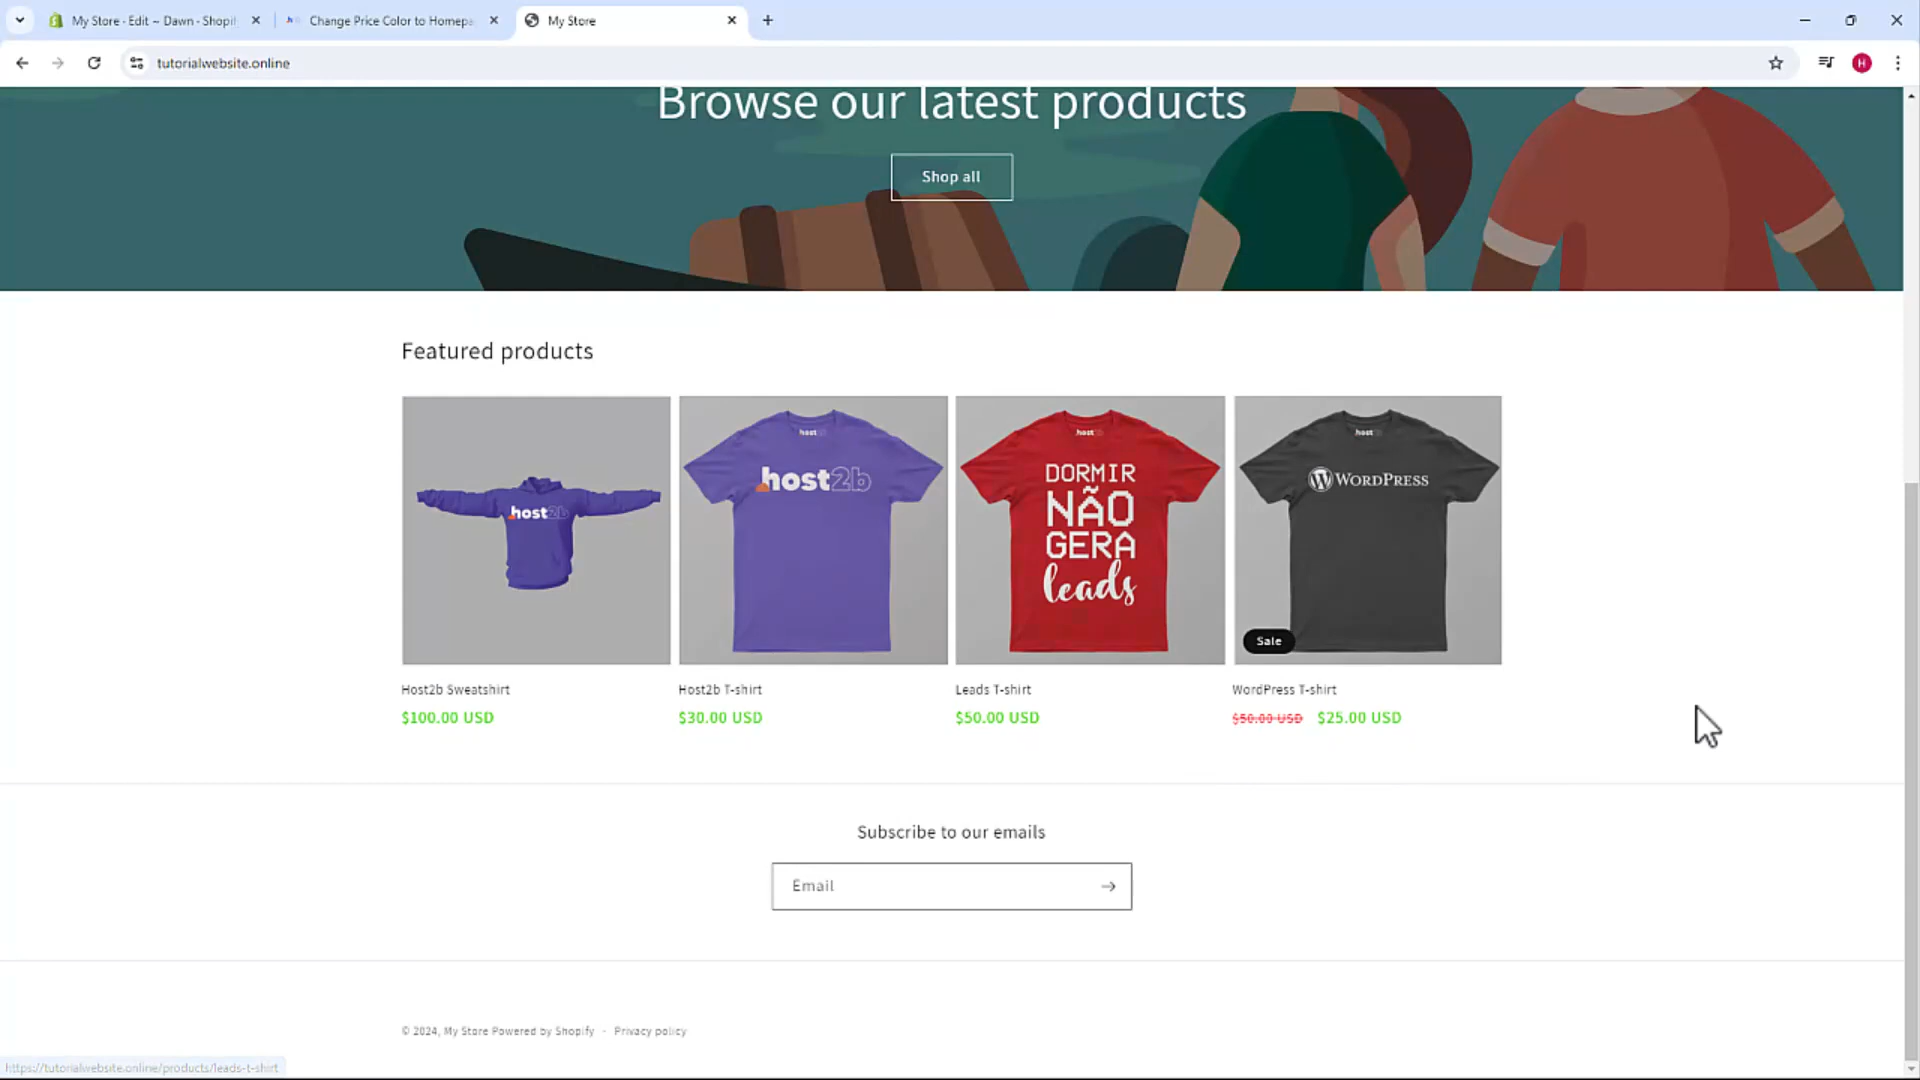 My Store - Edit ~ Dawn - Shopif
Change Price Color to Homepa
My Store
tutorialwebsite.online
H
Browse our latest products
Shop all
Featured products
host2b
host
host2b
host
DORMIR
NÃO
GERA
leads
host
WORDPRESS
Sale
Host2b Sweatshirt
$100.00 USD
Host2b T-shirt
$30.00 USD
Leads T-shirt
$50.00 USD
WordPress T-shirt
$50.00 USD $25.00 USD
Subscribe to our emails
Email
© 2024, My Store Powered by Shopify · Privacy policy
https://tutorialwebsite.online/products/leads-t-shirt